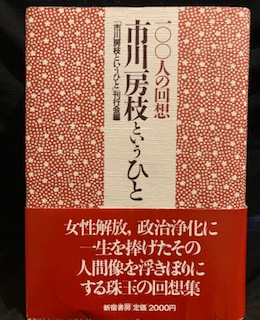 一〇〇人の回想
市川房枝というひと
「市川房枝というひと」刊行会編
女性解放，政治浄化に
一生を捧げたその
人間像を浮きぼりに
する珠玉の回想集
新宿書房 定価 2000円